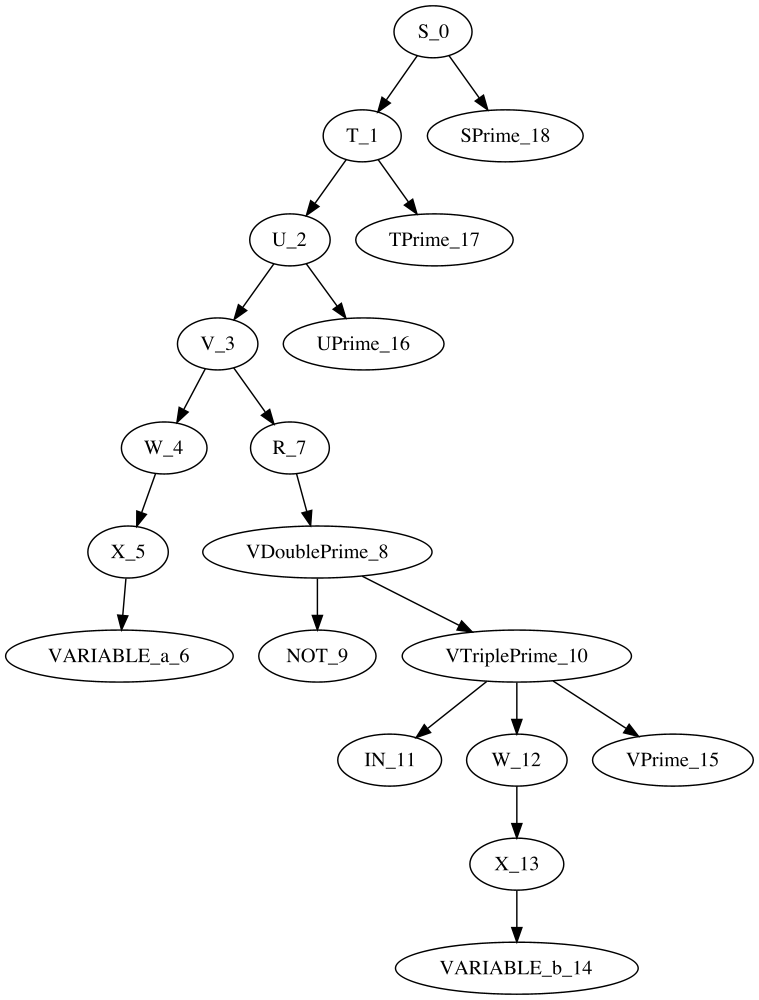 S_0
T_1
SPrime_18
U_2
TPrime_17
V_3
UPrime_16
W_4
R_7
X_5
VDoublePrime_8
VARIABLE_a_6
NOT_9
VTriplePrime_10
IN_11
W_12
VPrime_15
X_13
VARIABLE_b_14